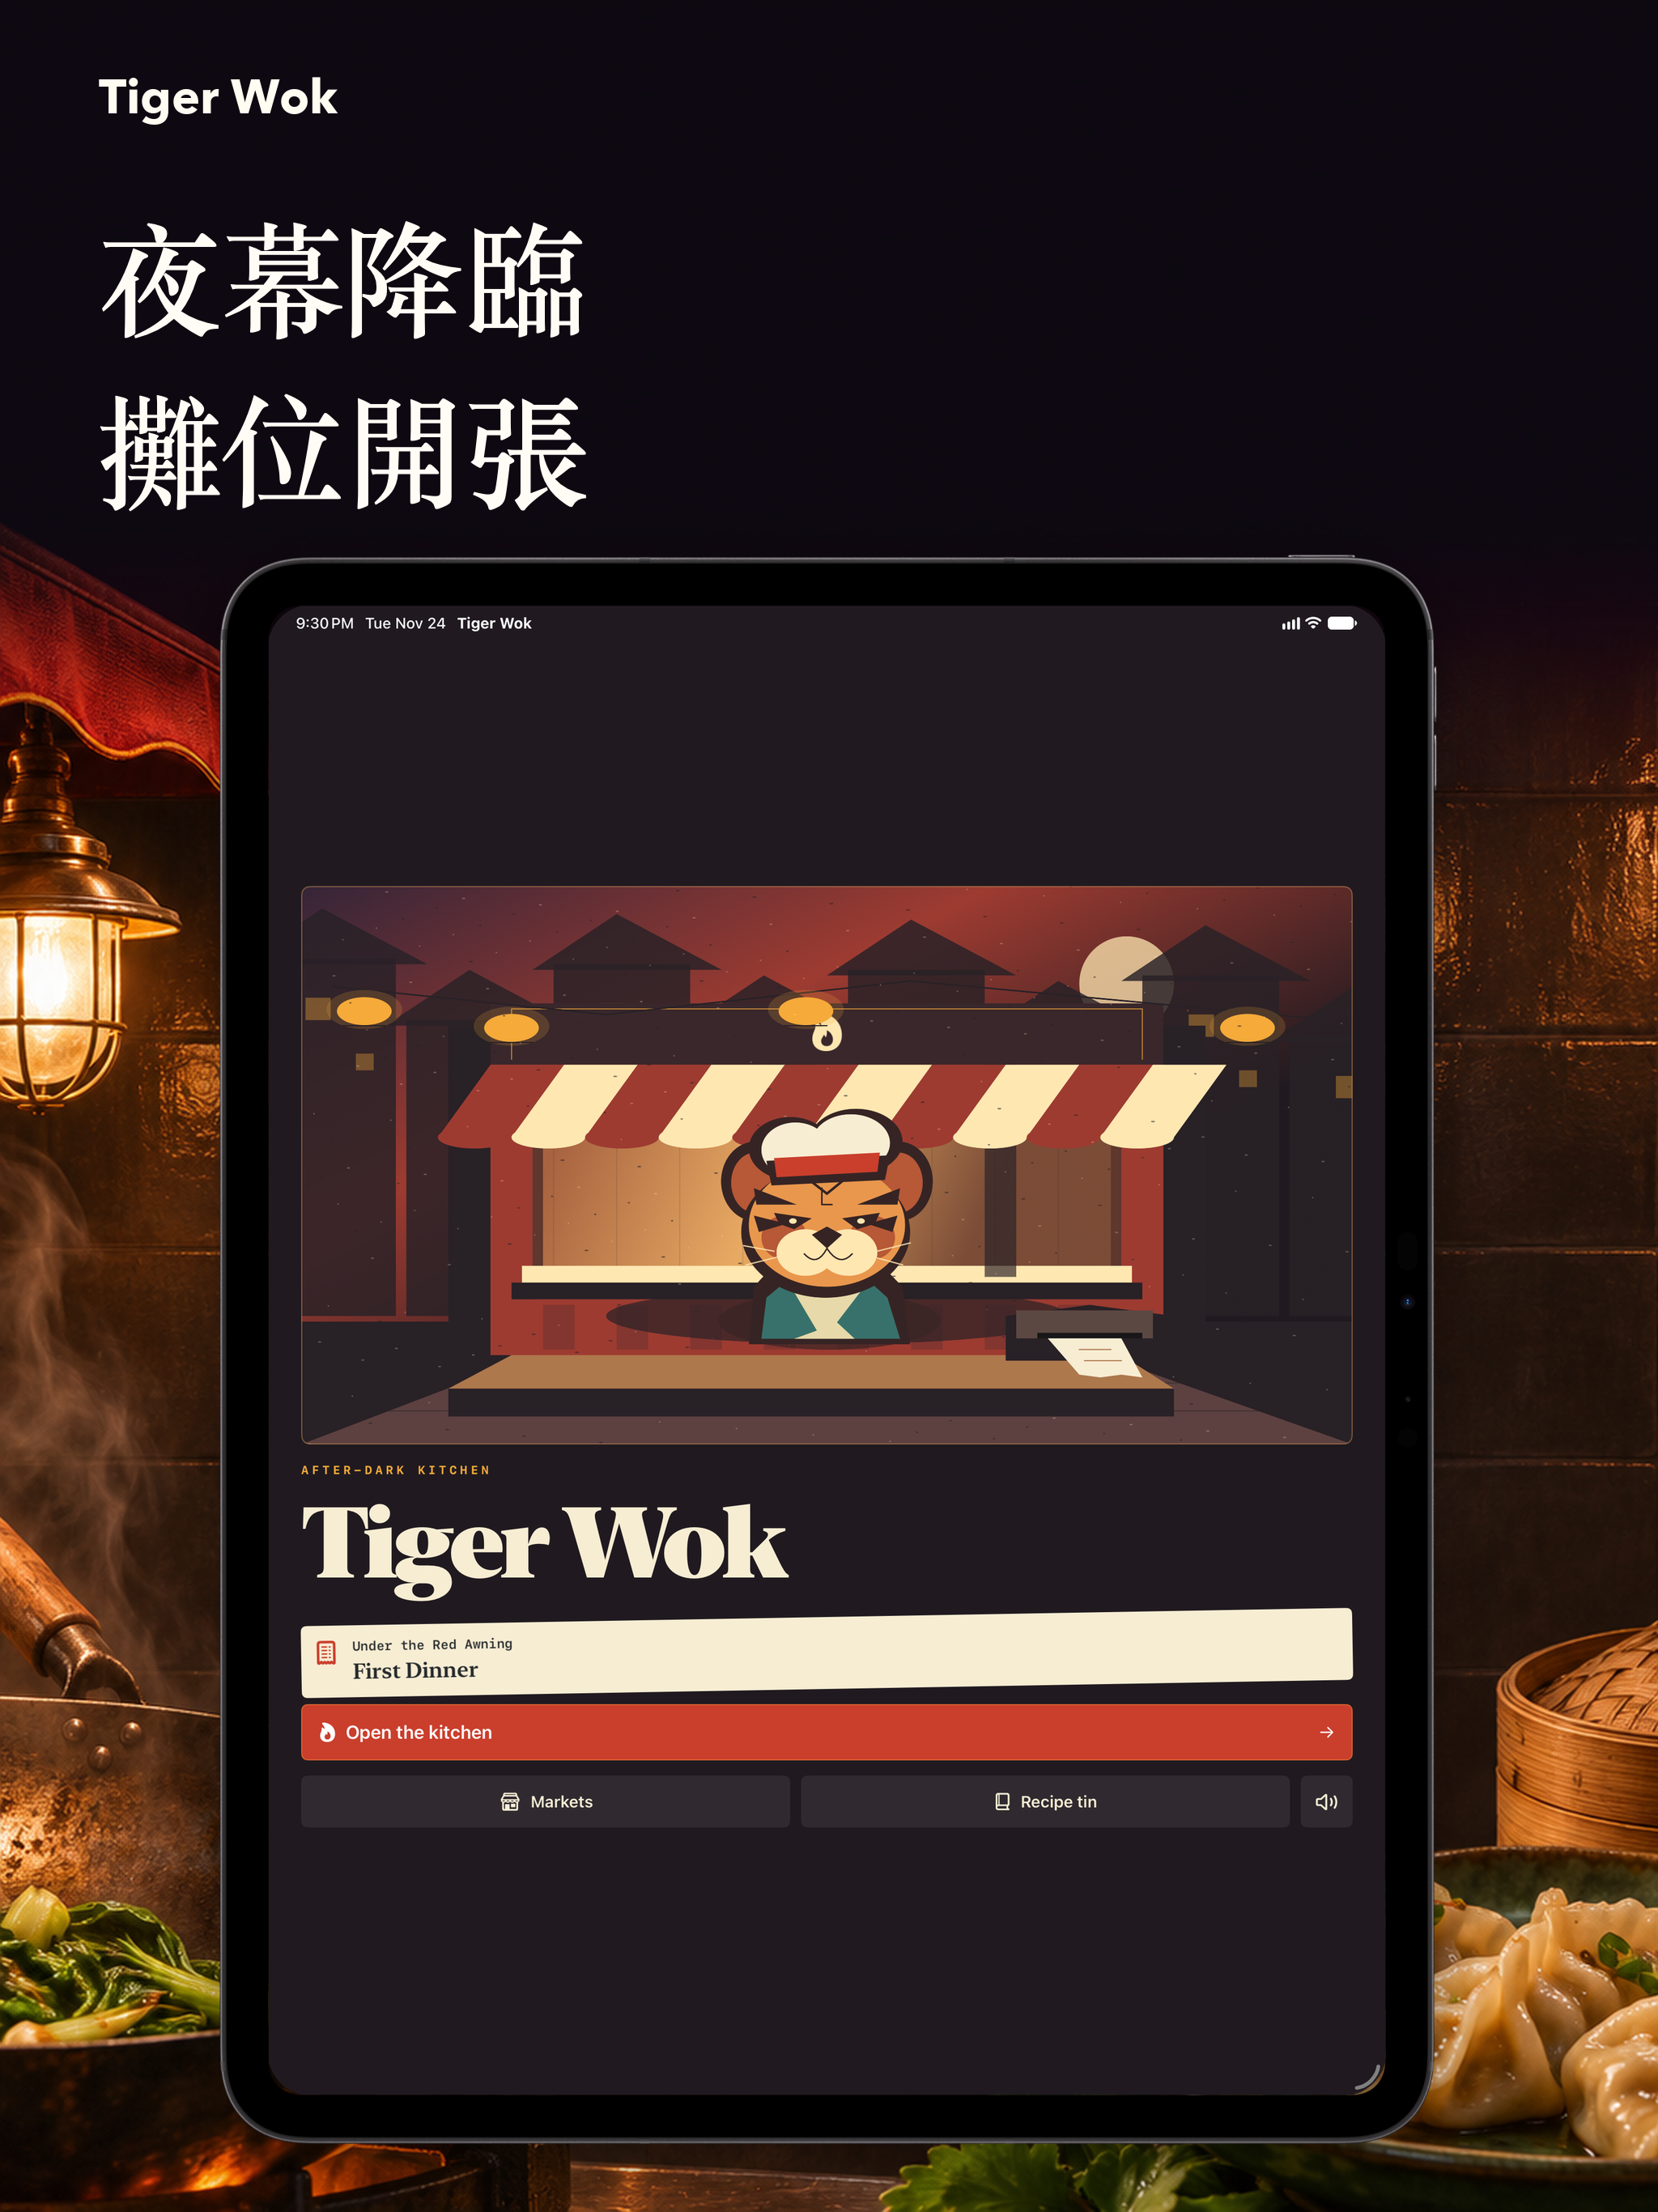 Tiger Wok
夜幕降臨
攤位開張
9:30 PM Tue Nov 24 Tiger Wok
AFTER-DARK KITCHEN
Tiger Wok
Under the Red Awning
First Dinner
Open the kitchen
Markets
Recipe tin